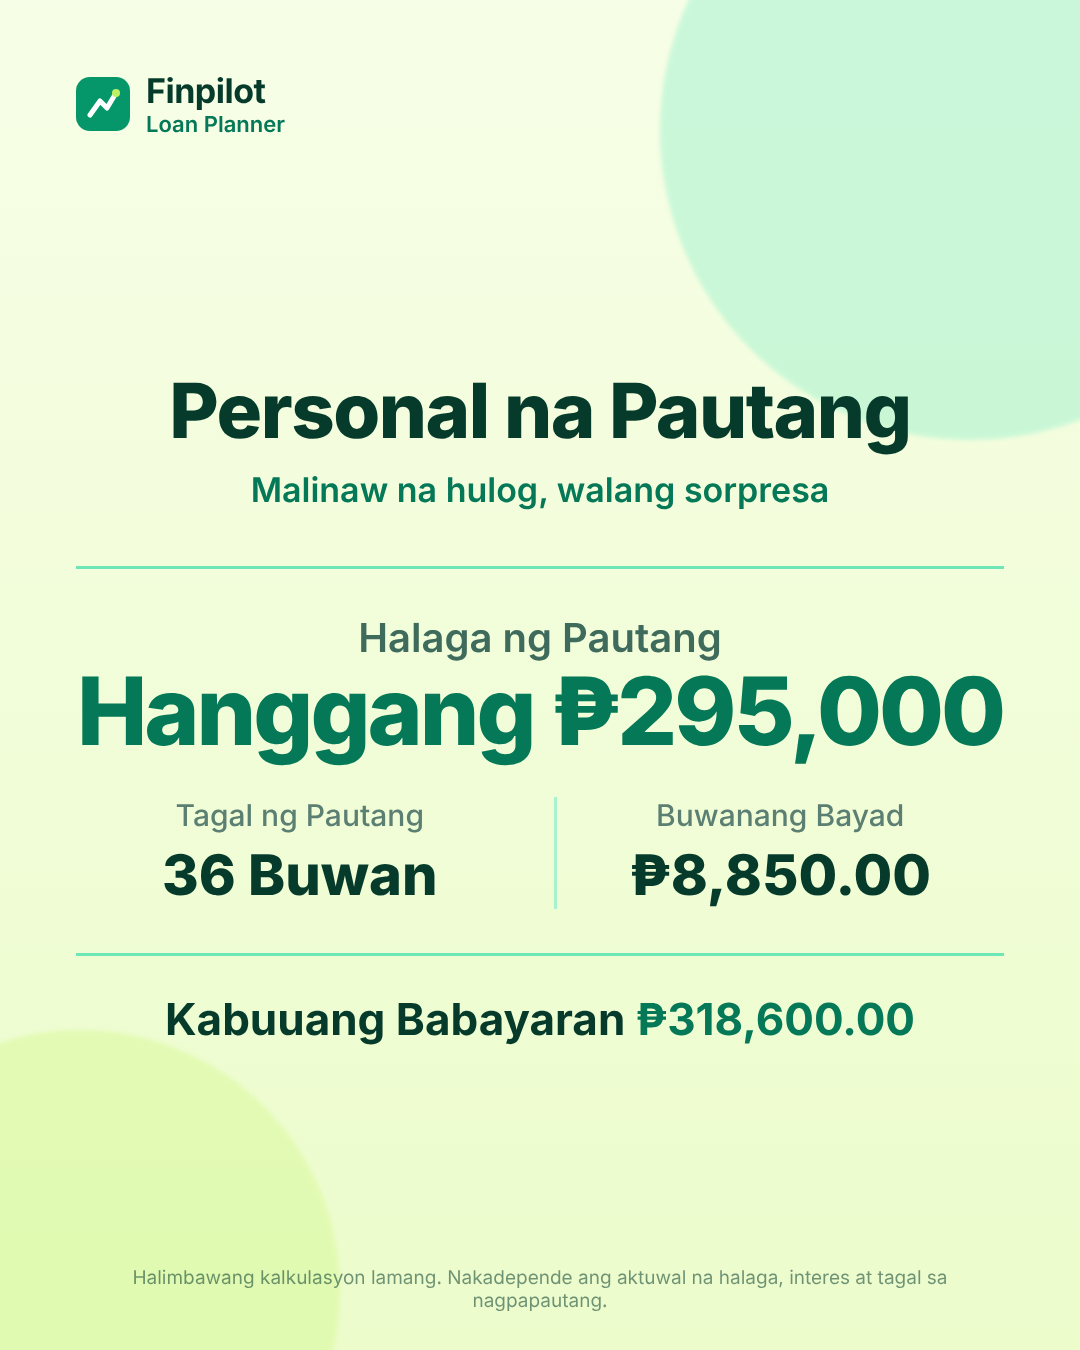 Finpilot
Loan Planner
Personal na Pautang
Malinaw na hulog, walang sorpresa
Halaga ng Pautang
Hanggang ₱295,000
Tagal ng Pautang
36 Buwan
Buwanang Bayad
₱8,850.00
Kabuuang Babayaran ₱318,600.00
Halimbawang kalkulasyon lamang. Nakadepende ang aktuwal na halaga, interes at tagal sa
nagpapautang.